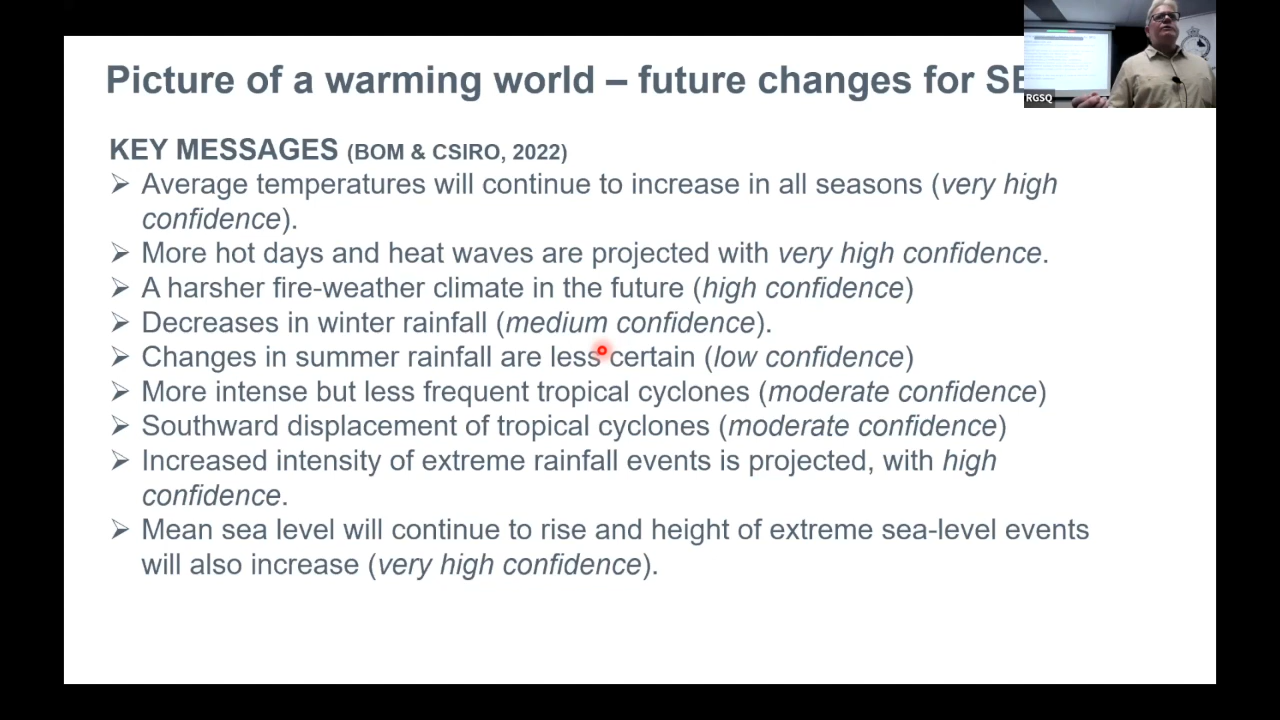 Picture of a warming world – future changes for SE
RGSQ
KEY MESSAGES (BOM & CSIRO, 2022)
➢ Average temperatures will continue to increase in all seasons (very high
confidence).
➢ More hot days and heat waves are projected with very high confidence.
➢ A harsher fire-weather climate in the future (high confidence)
➢ Decreases in winter rainfall (medium confidence).
➢ Changes in summer rainfall are less certain (low confidence)
➢ More intense but less frequent tropical cyclones (moderate confidence)
➢ Southward displacement of tropical cyclones (moderate confidence)
➢ Increased intensity of extreme rainfall events is projected, with high
confidence.
➢ Mean sea level will continue to rise and height of extreme sea-level events
will also increase (very high confidence).